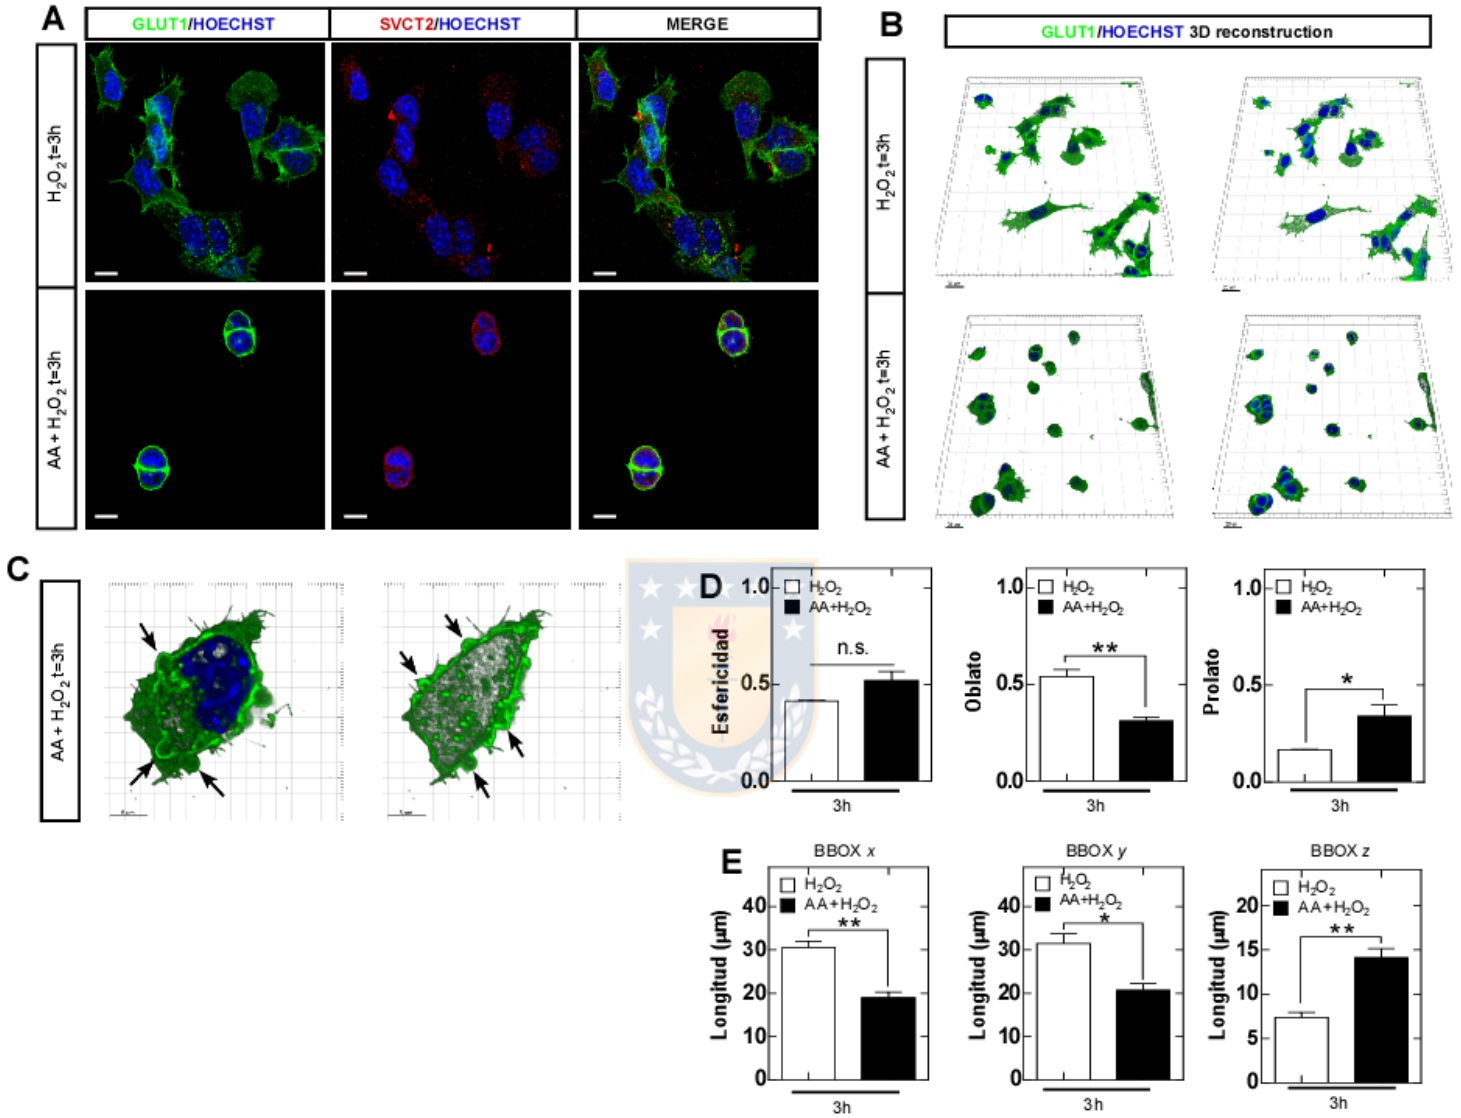 A
GLUT1/HOECHST
SVCT2/HOECHST
MERGE
H2O2 t=3h
AA + H2O2 t=3h
B
GLUT1/HOECHST 3D reconstruction
H2O2 t=3h
AA + H2O2 t=3h
C
AA + H2O2 t=3h
D
Esfericidad
1.0
0.5
0.0
H2O2
AA+H2O2
n.s.
3h
Oblato
1.0
0.5
0.0
H2O2
AA+H2O2
**
3h
Prolato
1.0
0.5
0.0
H2O2
AA+H2O2
*
3h
E
BBOX x
Longitud (µm)
40
30
20
10
0
H2O2
AA+H2O2
**
3h
BBOX y
Longitud (µm)
40
30
20
10
0
H2O2
AA+H2O2
*
3h
BBOX z
Longitud (µm)
20
15
10
5
0
H2O2
AA+H2O2
**
3h